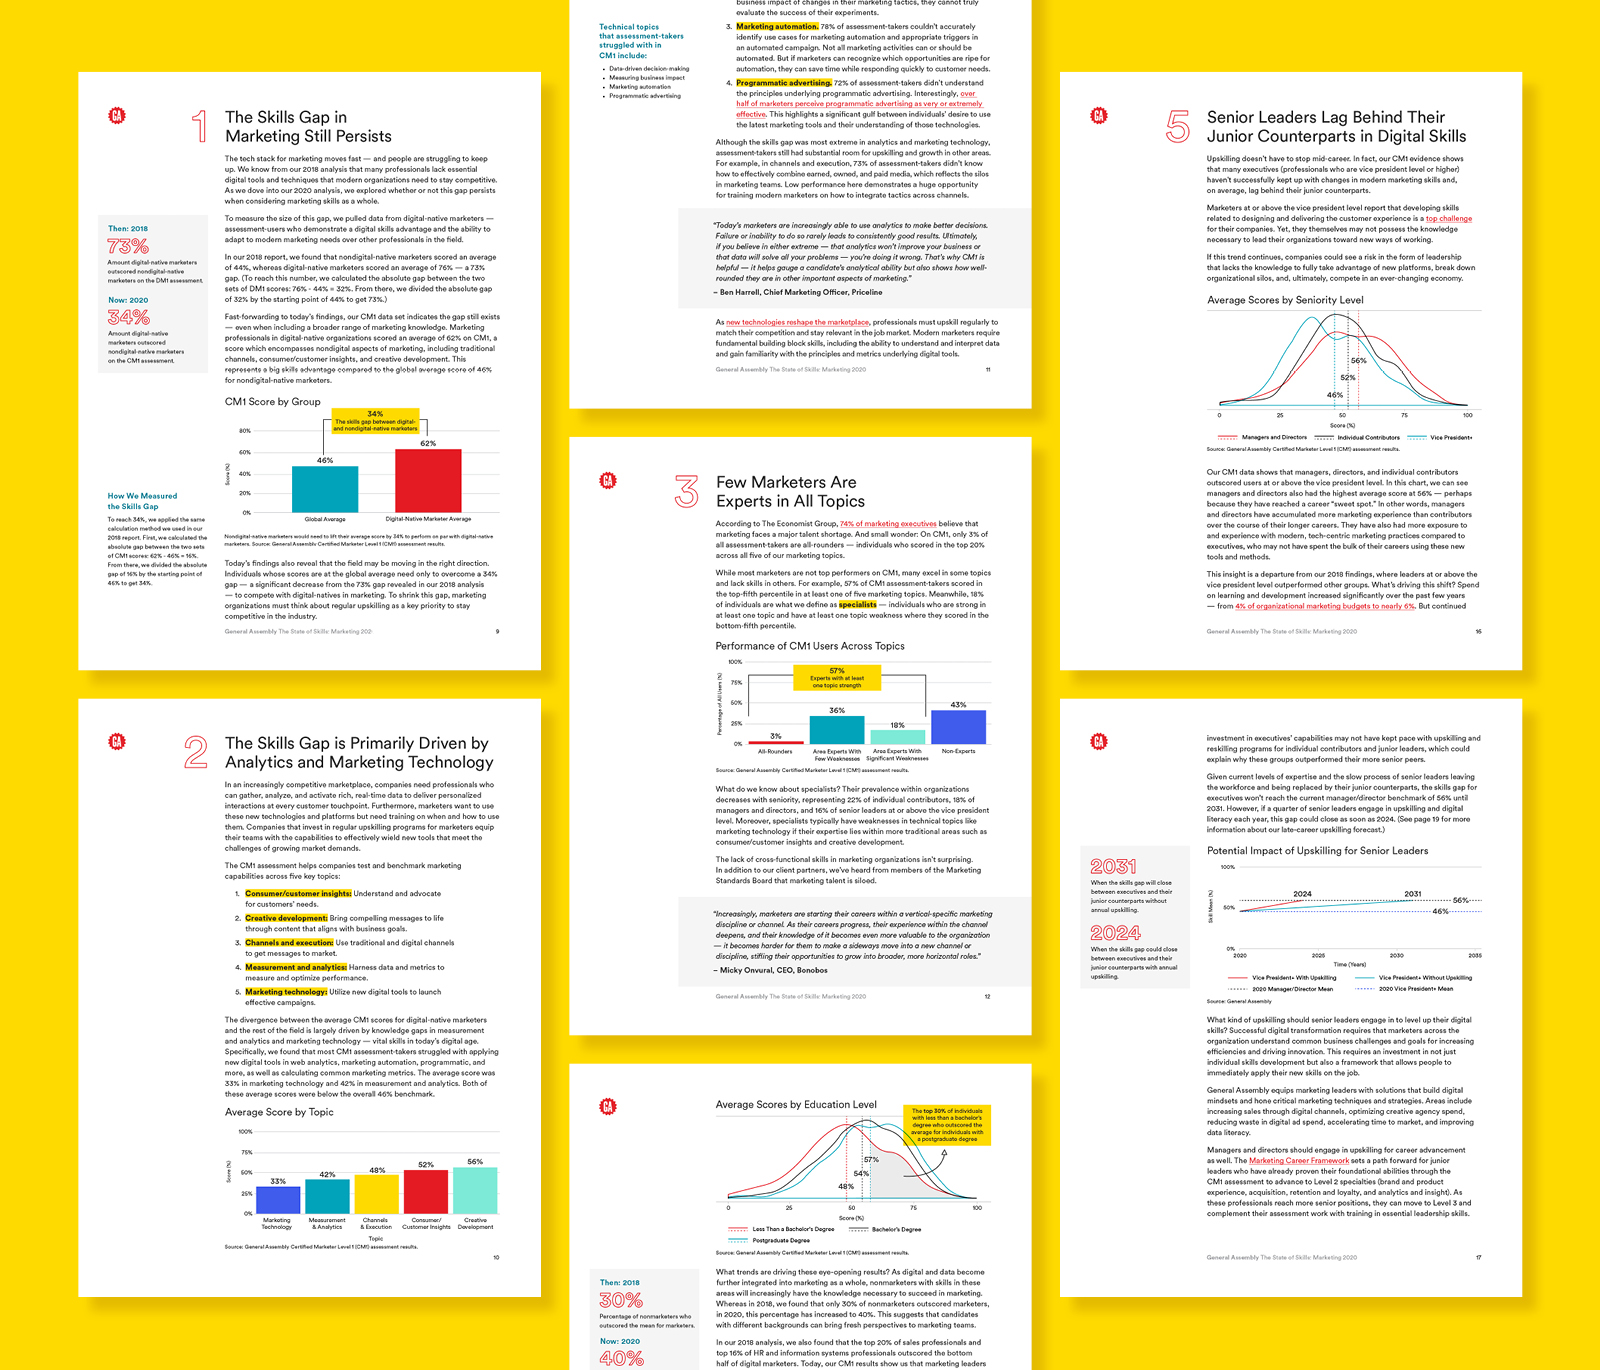 GA
1
The Skills Gap in
Marketing Still Persists
The tech stack for marketing moves fast — and people are struggling to keep
up. We know from our 2018 analysis that many professionals lack essential
digital tools and techniques that modern organizations need to stay competitive.
As we dove into our 2020 analysis, we explored whether or not this gap persists
when considering marketing skills as a whole.
To measure the size of this gap, we pulled data from digital-native marketers —
assessment-users who demonstrate a digital skills advantage and the ability to
adapt to modern marketing needs over other professionals in the field.
In our 2018 report, we found that nondigital-native marketers scored an average
of 44%, whereas digital-native marketers scored an average of 76% — a 73%
gap. (To reach this number, we calculated the absolute gap between the two
sets of DM1 scores: 76% - 44% = 32%. From there, we divided the absolute gap
of 32% by the starting point of 44% to get 73%.)
Fast-forwarding to today's findings, our CM1 data set indicates the gap still exists
— even when including a broader range of marketing knowledge. Marketing
professionals in digital-native organizations scored an average of 62% on CM1, a
score which encompasses nondigital aspects of marketing, including traditional
channels, consumer/customer insights, and creative development. This
represents a big skills advantage compared to the global average score of 46%
for nondigital-native marketers.
Then: 2018
73%
Amount digital-native marketers
outscored nondigital-native
marketers on the DM1 assessment.
Now: 2020
34%
Amount digital-native
marketers outscored
nondigital-native marketers
on the CM1 assessment.
CM1 Score by Group
34%
The skills gap between digital-
and nondigital-native marketers
80%
60%
40%
20%
0%
Score (%)
46%
62%
Global Average
Digital-Native Marketer Average
Nondigital-native marketers would need to lift their average score by 34% to perform on par with digital-native
marketers. Source: General Assembly Certified Marketer Level 1 (CM1) assessment results.
How We Measured
the Skills Gap
To reach 34%, we applied the same
calculation method we used in our
2018 report. First, we calculated the
absolute gap between the two sets
of CM1 scores: 62% - 46% = 16%.
From there, we divided the absolute
gap of 16% by the starting point of
46% to get 34%.
Today's findings also reveal that the field may be moving in the right direction.
Individuals whose scores are at the global average need only to overcome a 34%
gap — a significant decrease from the 73% gap revealed in our 2018 analysis
— to compete with digital-natives in marketing. To shrink this gap, marketing
organizations must think about regular upskilling as a key priority to stay
competitive in the industry.
General Assembly The State of Skills: Marketing 202
9
GA
2
The Skills Gap is Primarily Driven by
Analytics and Marketing Technology
In an increasingly competitive marketplace, companies need professionals who
can gather, analyze, and activate rich, real-time data to deliver personalized
interactions at every customer touchpoint. Furthermore, marketers want to use
these new technologies and platforms but need training on when and how to use
them. Companies that invest in regular upskilling programs for marketers equip
their teams with the capabilities to effectively wield new tools that meet the
challenges of growing market demands.
The CM1 assessment helps companies test and benchmark marketing
capabilities across five key topics:
1. Consumer/customer insights: Understand and advocate
for customers' needs.
2. Creative development: Bring compelling messages to life
through content that aligns with business goals.
3. Channels and execution: Use traditional and digital channels
to get messages to market.
4. Measurement and analytics: Harness data and metrics to
measure and optimize performance.
5. Marketing technology: Utilize new digital tools to launch
effective campaigns.
The divergence between the average CM1 scores for digital-native marketers
and the rest of the field is largely driven by knowledge gaps in measurement
and analytics and marketing technology — vital skills in today's digital age.
Specifically, we found that most CM1 assessment-takers struggled with applying
new digital tools in web analytics, marketing automation, programmatic, and
more, as well as calculating common marketing metrics. The average score was
33% in marketing technology and 42% in measurement and analytics. Both of
these average scores were below the overall 46% benchmark.
Average Score by Topic
100%
75%
50%
25%
0%
Score (%)
33%
42%
48%
52%
56%
Marketing
Technology
Measurement
& Analytics
Channels
& Execution
Consumer/
Customer Insights
Creative
Development
Topic
Source: General Assembly Certified Marketer Level 1 (CM1) assessment results.
10
business impact of changes in their marketing tactics, they cannot truly
evaluate the success of their experiments.
Technical topics
that assessment-takers
struggled with in
CM1 include:
• Data-driven decision-making
• Measuring business impact
• Marketing automation
• Programmatic advertising
3. Marketing automation. 78% of assessment-takers couldn't accurately
identify use cases for marketing automation and appropriate triggers in
an automated campaign. Not all marketing activities can or should be
automated. But if marketers can recognize which opportunities are ripe for
automation, they can save time while responding quickly to customer needs.
4. Programmatic advertising. 72% of assessment-takers didn't understand
the principles underlying programmatic advertising. Interestingly, over
half of marketers perceive programmatic advertising as very or extremely
effective. This highlights a significant gulf between individuals' desire to use
the latest marketing tools and their understanding of those technologies.
Although the skills gap was most extreme in analytics and marketing technology,
assessment-takers still had substantial room for upskilling and growth in other areas.
For example, in channels and execution, 73% of assessment-takers didn't know
how to effectively combine earned, owned, and paid media, which reflects the silos
in marketing teams. Low performance here demonstrates a huge opportunity
for training modern marketers on how to integrate tactics across channels.
"Today's marketers are increasingly able to use analytics to make better decisions.
Failure or inability to do so rarely leads to consistently good results. Ultimately,
if you believe in either extreme — that analytics won't improve your business or
that data will solve all your problems — you're doing it wrong. That's why CM1 is
helpful — it helps gauge a candidate's analytical ability but also shows how well-
rounded they are in other important aspects of marketing."
– Ben Harrell, Chief Marketing Officer, Priceline
As new technologies reshape the marketplace, professionals must upskill regularly to
match their competition and stay relevant in the job market. Modern marketers require
fundamental building block skills, including the ability to understand and interpret data
and gain familiarity with the principles and metrics underlying digital tools.
General Assembly The State of Skills: Marketing 2020
11
GA
3
Few Marketers Are
Experts in All Topics
According to The Economist Group, 74% of marketing executives believe that
marketing faces a major talent shortage. And small wonder: On CM1, only 3% of
all assessment-takers are all-rounders — individuals who scored in the top 20%
across all five of our marketing topics.
While most marketers are not top performers on CM1, many excel in some topics
and lack skills in others. For example, 57% of CM1 assessment-takers scored in
the top-fifth percentile in at least one of five marketing topics. Meanwhile, 18%
of individuals are what we define as specialists — individuals who are strong in
at least one topic and have at least one topic weakness where they scored in the
bottom-fifth percentile.
Performance of CM1 Users Across Topics
100%
75%
50%
25%
0%
Percentage of All Users (%)
57%
Experts with at least
one topic strength
3%
36%
18%
43%
All-Rounders
Area Experts With
Few Weaknesses
Area Experts With
Significant Weaknesses
Non-Experts
Source: General Assembly Certified Marketer Level 1 (CM1) assessment results.
What do we know about specialists? Their prevalence within organizations
decreases with seniority, representing 22% of individual contributors, 18% of
managers and directors, and 16% of senior leaders at or above the vice president
level. Moreover, specialists typically have weaknesses in technical topics like
marketing technology if their expertise lies within more traditional areas such as
consumer/customer insights and creative development.
The lack of cross-functional skills in marketing organizations isn't surprising.
In addition to our client partners, we've heard from members of the Marketing
Standards Board that marketing talent is siloed.
"Increasingly, marketers are starting their careers within a vertical-specific marketing
discipline or channel. As their careers progress, their experience within the channel
deepens, and their knowledge of it becomes even more valuable to the organization
— it becomes harder for them to make a sideways move into a new channel or
discipline, stifling their opportunities to grow into broader, more horizontal roles."
– Micky Onvural, CEO, Bonobos
General Assembly The State of Skills: Marketing 2020
12
GA
Average Scores by Education Level
The top 30% of individuals
with less than a bachelor's
degree who outscored the
average for individuals with
a postgraduate degree
57%
54%
48%
0
25
50
75
100
Score (%)
Less Than a Bachelor's Degree
Bachelor's Degree
Postgraduate Degree
Source: General Assembly Certified Marketer Level 1 (CM1) assessment results.
Then: 2018
30%
Percentage of nonmarketers who
outscored the mean for marketers.
Now: 2020
40%
What trends are driving these eye-opening results? As digital and data become
further integrated into marketing as a whole, nonmarketers with skills in these
areas will increasingly have the knowledge necessary to succeed in marketing.
Whereas in 2018, we found that only 30% of nonmarketers outscored marketers,
in 2020, this percentage has increased to 40%. This suggests that candidates
with different backgrounds can bring fresh perspectives to marketing teams.
In our 2018 analysis, we also found that the top 20% of sales professionals and
top 16% of HR and information systems professionals outscored the bottom
half of digital marketers. Today, our CM1 results show us that marketing leaders
GA
5
Senior Leaders Lag Behind Their
Junior Counterparts in Digital Skills
Upskilling doesn't have to stop mid-career. In fact, our CM1 evidence shows
that many executives (professionals who are vice president level or higher)
haven't successfully kept up with changes in modern marketing skills and,
on average, lag behind their junior counterparts.
Marketers at or above the vice president level report that developing skills
related to designing and delivering the customer experience is a top challenge
for their companies. Yet, they themselves may not possess the knowledge
necessary to lead their organizations toward new ways of working.
If this trend continues, companies could see a risk in the form of leadership
that lacks the knowledge to fully take advantage of new platforms, break down
organizational silos, and, ultimately, compete in an ever-changing economy.
Average Scores by Seniority Level
56%
52%
46%
0
25
50
75
100
Score (%)
Managers and Directors
Individual Contributors
Vice President+
Source: General Assembly Certified Marketer Level 1 (CM1) assessment results.
Our CM1 data shows that managers, directors, and individual contributors
outscored users at or above the vice president level. In this chart, we can see
managers and directors also had the highest average score at 56% — perhaps
because they have reached a career "sweet spot." In other words, managers
and directors have accumulated more marketing experience than contributors
over the course of their longer careers. They have also had more exposure to
and experience with modern, tech-centric marketing practices compared to
executives, who may not have spent the bulk of their careers using these new
tools and methods.
This insight is a departure from our 2018 findings, where leaders at or above the
vice president level outperformed other groups. What's driving this shift? Spend
on learning and development increased significantly over the past few years
— from 4% of organizational marketing budgets to nearly 6%. But continued
General Assembly The State of Skills: Marketing 2020
16
GA
investment in executives' capabilities may not have kept pace with upskilling and
reskilling programs for individual contributors and junior leaders, which could
explain why these groups outperformed their more senior peers.
Given current levels of expertise and the slow process of senior leaders leaving
the workforce and being replaced by their junior counterparts, the skills gap for
executives won't reach the current manager/director benchmark of 56% until
2031. However, if a quarter of senior leaders engage in upskilling and digital
literacy each year, this gap could close as soon as 2024. (See page 19 for more
information about our late-career upskilling forecast.)
2031
When the skills gap will close
between executives and their
junior counterparts without
annual upskilling.
2024
When the skills gap could close
between executives and their
junior counterparts with annual
upskilling.
Potential Impact of Upskilling for Senior Leaders
100%
50%
0%
Skill Mean (%)
2024
2031
56%
46%
2020
2025
2028
2030
2035
Time (Years)
Vice President+ With Upskilling
Vice President+ Without Upskilling
2020 Manager/Director Mean
2020 Vice President+ Mean
Source: General Assembly
What kind of upskilling should senior leaders engage in to level up their digital
skills? Successful digital transformation requires that marketers across the
organization understand common business challenges and goals for increasing
efficiencies and driving innovation. This requires an investment in not just
individual skills development but also a framework that allows people to
immediately apply their new skills on the job.
General Assembly equips marketing leaders with solutions that build digital
mindsets and hone critical marketing techniques and strategies. Areas include
increasing sales through digital channels, optimizing creative agency spend,
reducing waste in digital ad spend, accelerating time to market, and improving
data literacy.
Managers and directors should engage in upskilling for career advancement
as well. The Marketing Career Framework sets a path forward for junior
leaders who have already proven their foundational abilities through the
CM1 assessment to advance to Level 2 specialties (brand and product
experience, acquisition, retention and loyalty, and analytics and insight). As
these professionals reach more senior positions, they can move to Level 3 and
complement their assessment work with training in essential leadership skills.
General Assembly The State of Skills: Marketing 2020
17